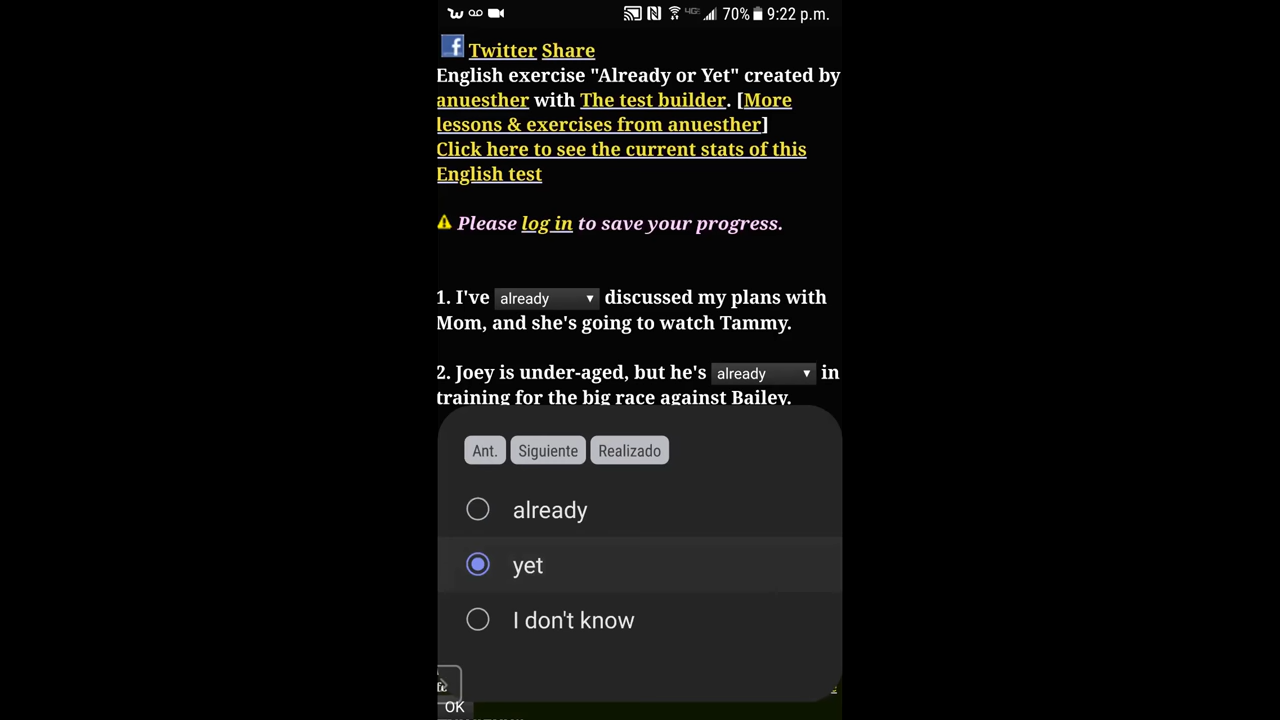 70% 9:22 p.m.
Twitter Share
English exercise "Already or Yet" created by
anuesther with The test builder. [More
lessons & exercises from anuesther]
Click here to see the current stats of this
English test
Please log in to save your progress.
1. I've already discussed my plans with
Mom, and she's going to watch Tammy.
2. Joey is under-aged, but he's already in
training for the big race against Bailey.
Ant. Siguiente Realizado
already
yet
I don't know
OK